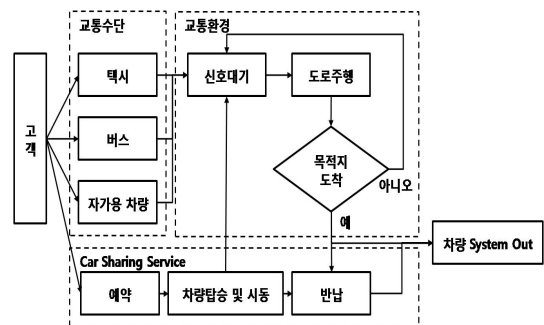 교통수단
교통환경
택시
신호대기
도로주행
고
객
버스
목적지
도착
아니오
자가용 차량
예
차량 System Out
Car Sharing Service
예약
차량탑승 및 시동
반납